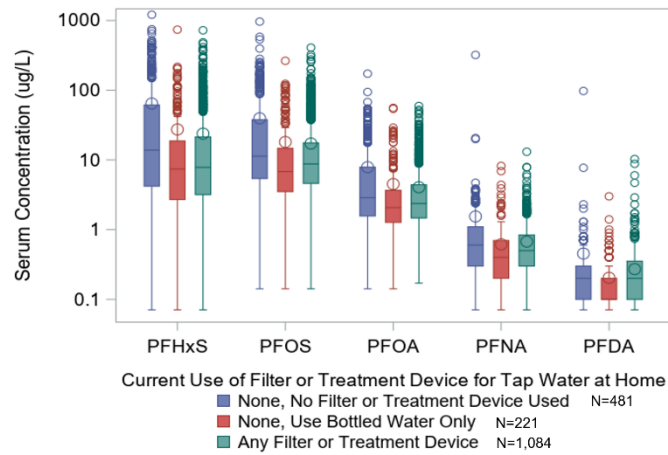 Serum Concentration (ug/L)
1000
100
10
1
0.1
PFHxS PFOS PFOA PFNA PFDA
Current Use of Filter or Treatment Device for Tap Water at Home
None, No Filter or Treatment Device Used N=481
None, Use Bottled Water Only N=221
Any Filter or Treatment Device N=1,084